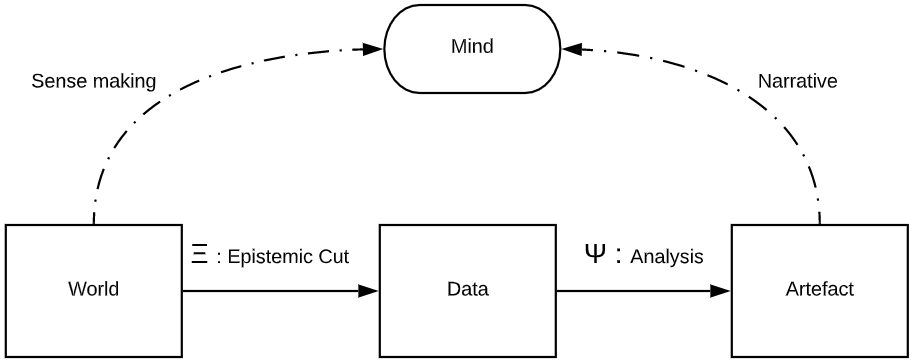 Mind
Sense making
Narrative
Ξ : Epistemic Cut
Ψ : Analysis
World
Data
Artefact